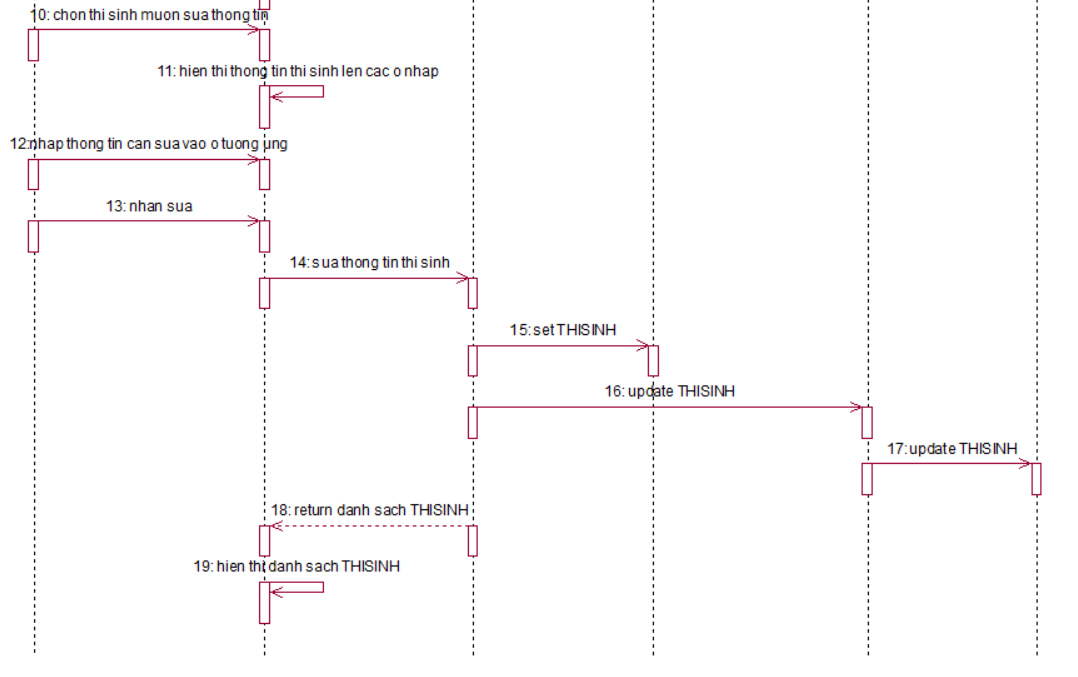 10: chon thi sinh muon sua thong tin
11: hien thi thong tin thi sinh len cac o nhap
12:nhap thong tin can sua vao o tuong ung
13: nhan sua
14: sua thong tin thi sinh
15: set THISINH
16: update THISINH
17: update THISINH
18: return danh sach THISINH
19: hien thi danh sach THISINH